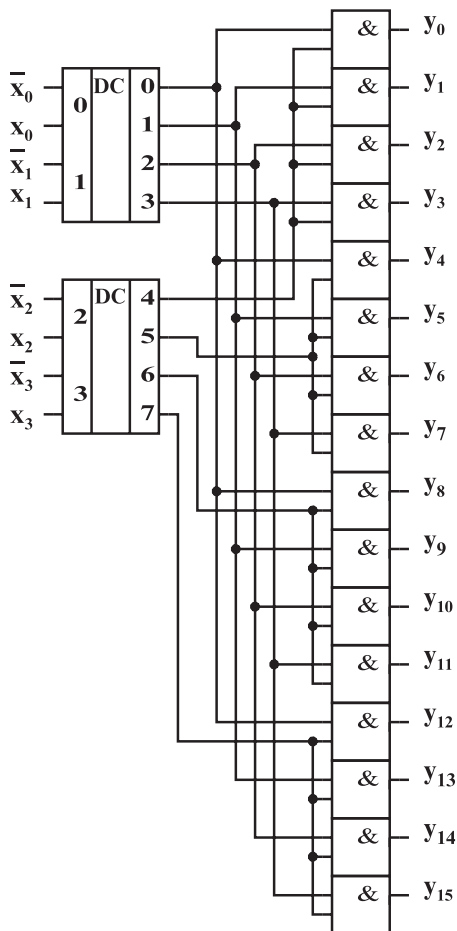 & y₀
x̅₀ 0 DC 0 & y₁
x₀ 1
x̅₁ 1 2 & y₂
x₁ 3 & y₃
& y₄
x̅₂ 2 DC 4
x₂ 5 & y₅
x̅₃ 3 6 & y₆
x₃ 7 & y₇
& y₈
& y₉
& y₁₀
& y₁₁
& y₁₂
& y₁₃
& y₁₄
& y₁₅